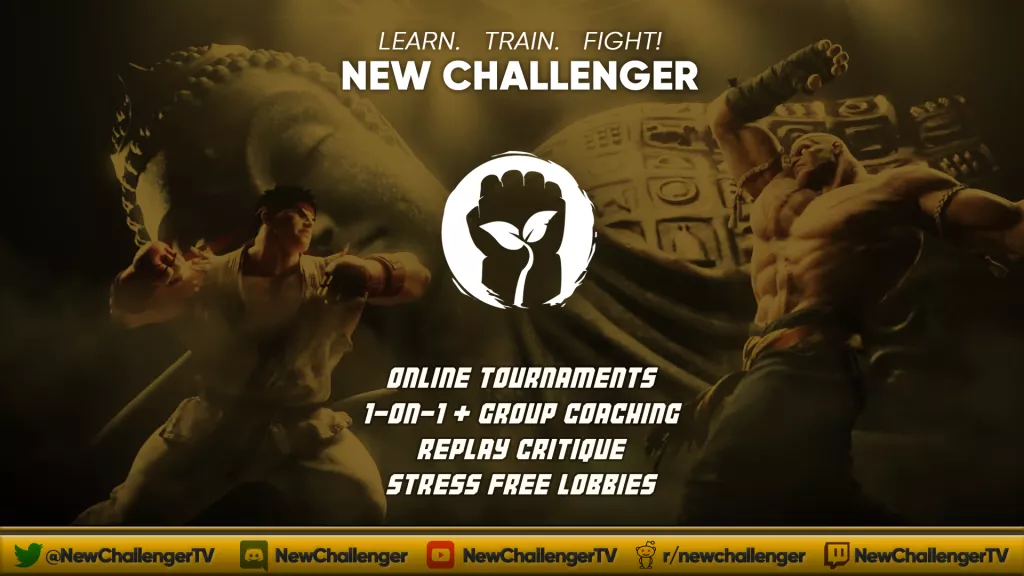 LEARN. TRAIN. FIGHT!
NEW CHALLENGER
ONLINE TOURNAMENTS
1-ON-1 + GROUP COACHING
REPLAY CRITIQUE
STRESS FREE LOBBIES
@NewChallengerTV NewChallenger NewChallengerTV r/newchallenger NewChallengerTV